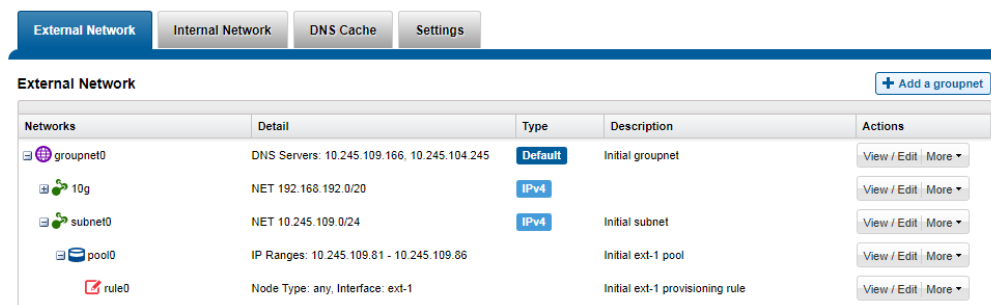 External Network Internal Network DNS Cache Settings
External Network + Add a groupnet
Networks Detail Type Description Actions
groupnet0 DNS Servers: 10.245.109.166, 10.245.104.245 Default Initial groupnet View / Edit More
10g NET 192.168.192.0/20 IPv4 View / Edit More
subnet0 NET 10.245.109.0/24 IPv4 Initial subnet View / Edit More
pool0 IP Ranges: 10.245.109.81 - 10.245.109.86 Initial ext-1 pool View / Edit More
rule0 Node Type: any, Interface: ext-1 Initial ext-1 provisioning rule View / Edit More